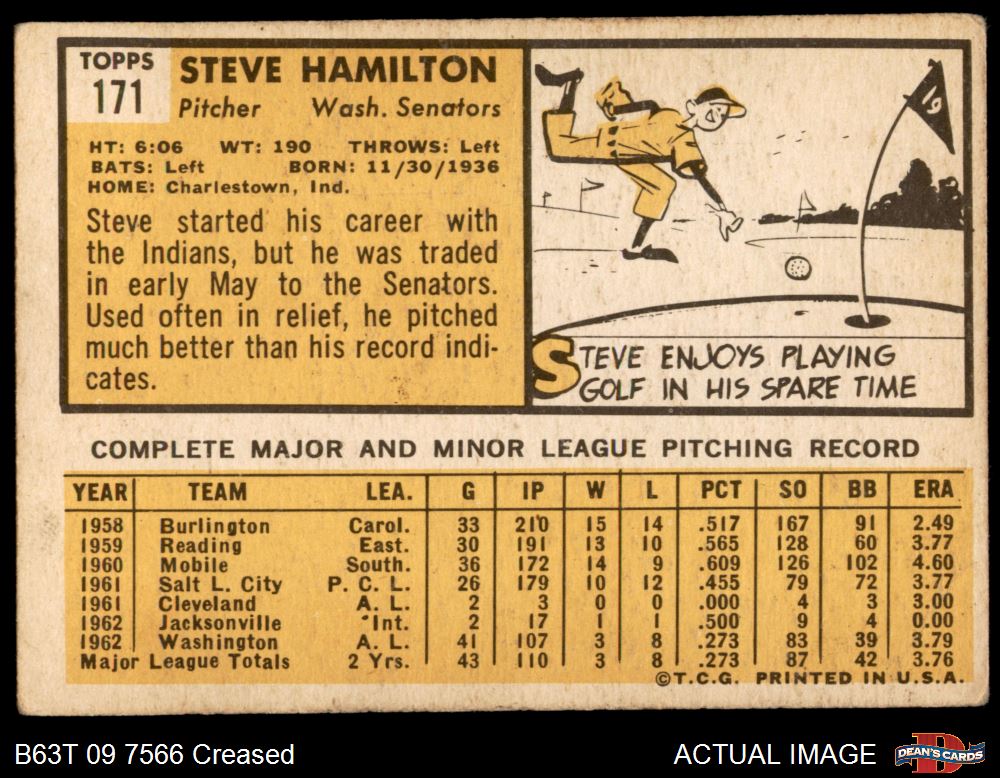 TOPPS
171
STEVE HAMILTON
Pitcher Wash. Senators
HT: 6:06 WT: 190 THROWS: Left
BATS: Left BORN: 11/30/1936
HOME: Charlestown, Ind.
Steve started his career with
the Indians, but he was traded
in early May to the Senators.
Used often in relief, he pitched
much better than his record indi-
cates.
19
STEVE ENJOYS PLAYING
GOLF IN HIS SPARE TIME
COMPLETE MAJOR AND MINOR LEAGUE PITCHING RECORD
YEAR TEAM LEA. G IP W L PCT SO BB ERA
1958 Burlington Carol. 33 210 15 14 .517 167 91 2.49
1959 Reading East. 30 191 13 10 .565 128 60 3.77
1960 Mobile South. 36 172 14 9 .609 126 102 4.60
1961 Salt L. City P. C. L. 26 179 10 12 .455 79 72 3.77
1961 Cleveland A. L. 2 3 0 0 .000 4 3 3.00
1962 Jacksonville Int. 2 17 1 1 .500 9 4 0.00
1962 Washington A. L. 41 107 3 8 .273 83 39 3.79
Major League Totals 2 Yrs. 43 110 3 8 .273 87 42 3.76
©T.C.G. PRINTED IN U.S.A.
B63T 09 7566 Creased ACTUAL IMAGE
DEAN'S CARDS